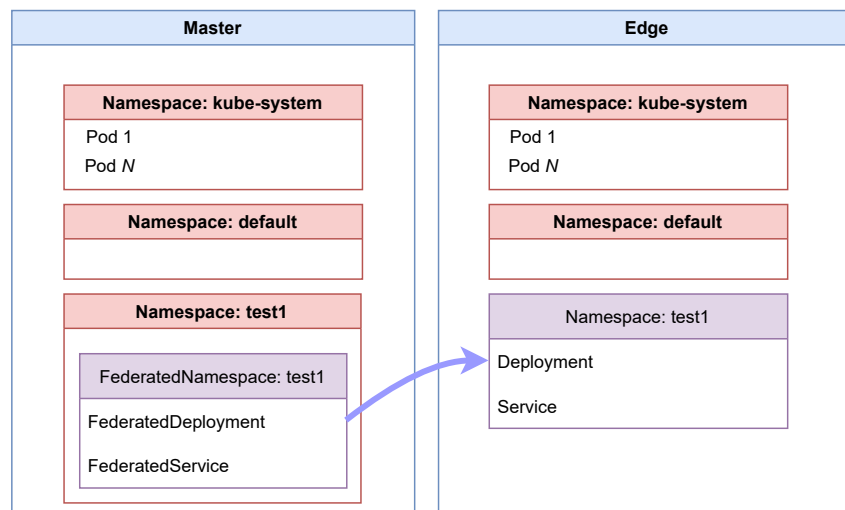 Master
Namespace: kube-system
Pod 1
Pod N
Namespace: default
Namespace: test1
FederatedNamespace: test1
FederatedDeployment
FederatedService
Edge
Namespace: kube-system
Pod 1
Pod N
Namespace: default
Namespace: test1
Deployment
Service